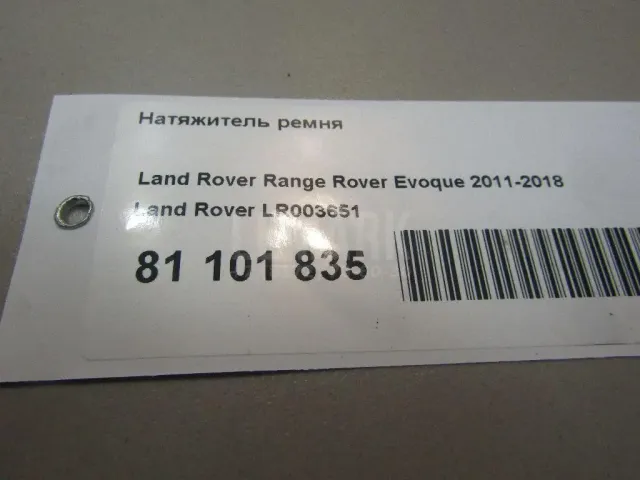 Натяжитель ремня
Land Rover Range Rover Evoque 2011-2018
Land Rover LR003651
81 101 835